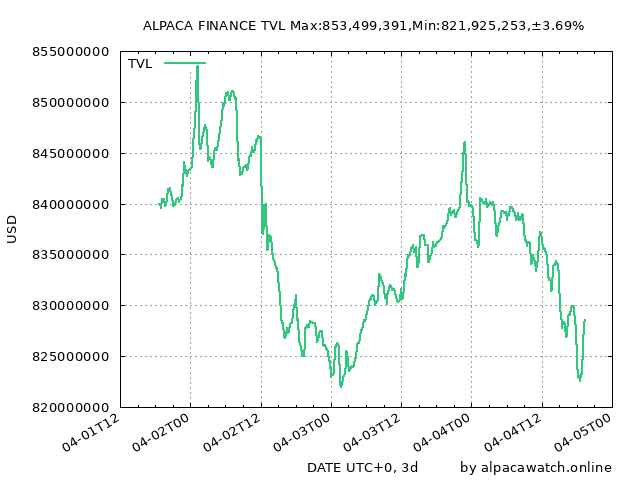 ALPACA FINANCE TVL Max:853,499,391,Min:821,925,253,±3.69%
855000000
TVL
850000000
845000000
840000000
835000000
830000000
825000000
820000000
USD
04-01T12
04-02T00
04-02T12
04-03T00
04-03T12
04-04T00
04-04T12
04-05T00
DATE UTC+0, 3d
by alpacawatch.online